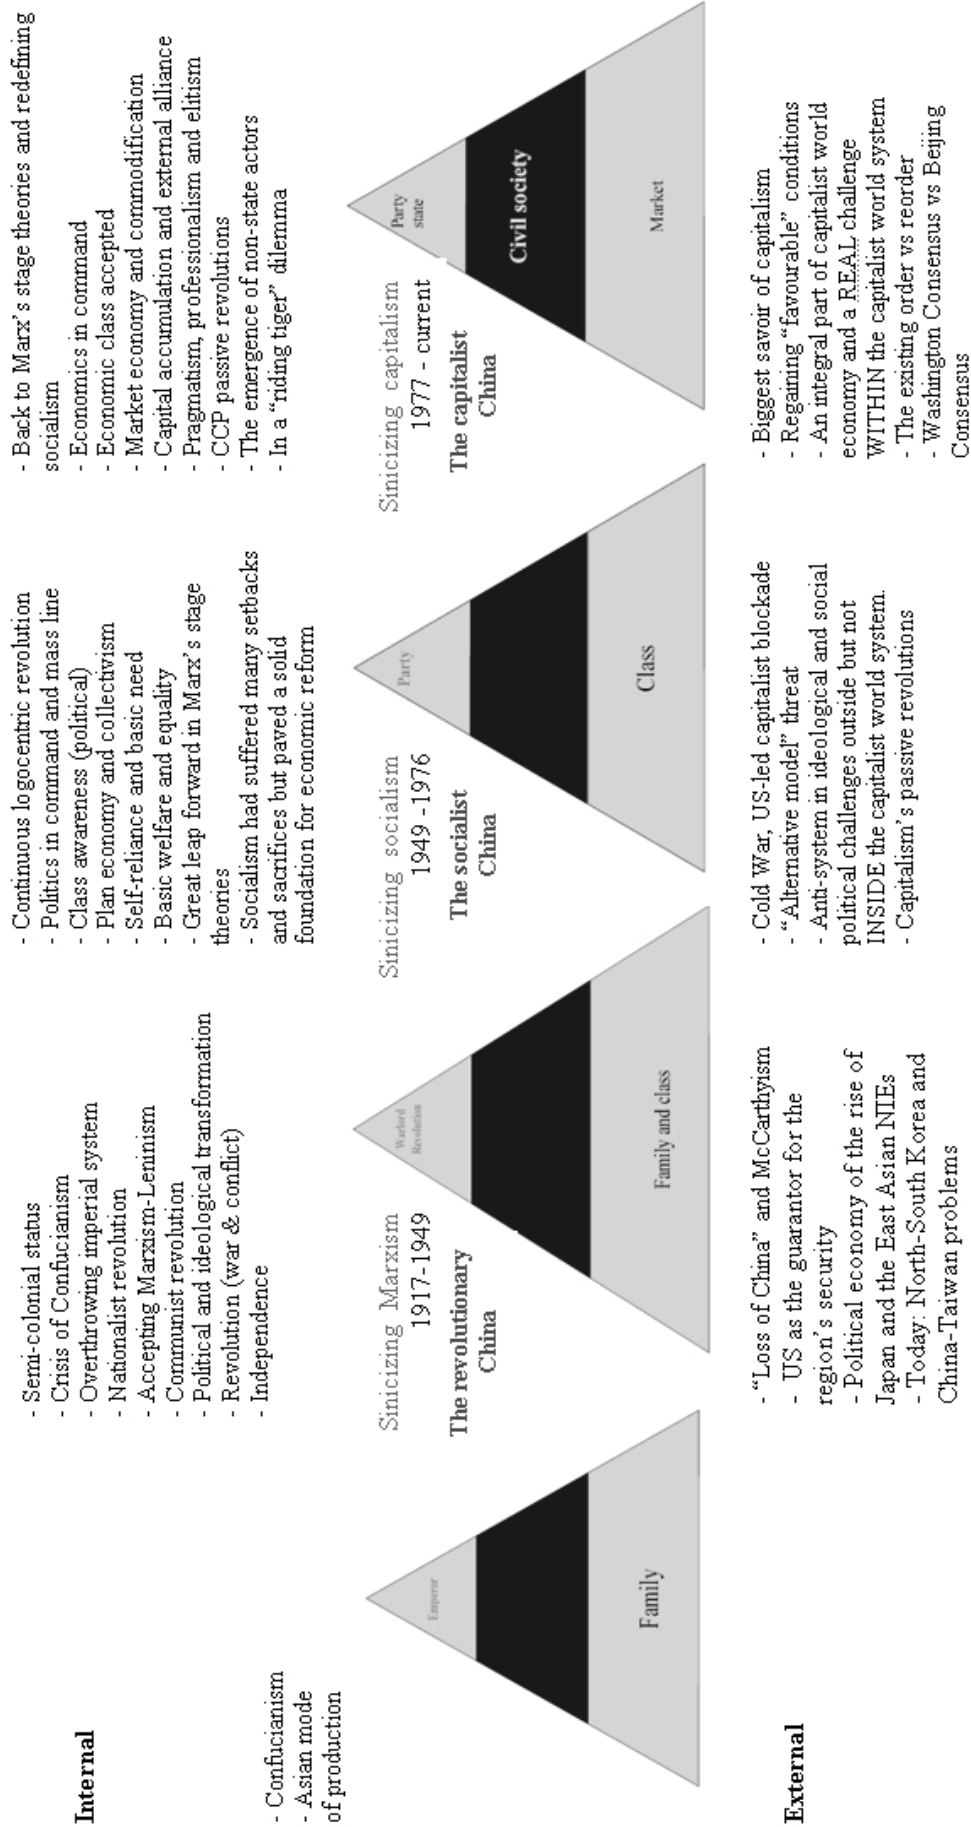 Internal
- Confucianism
- Asian mode
of production
- Semi-colonial status
- Crisis of Confucianism
- Overthrowing imperial system
- Nationalist revolution
- Accepting Marxism-Leninism
- Communist revolution
- Political and ideological transformation
- Revolution (war & conflict)
- Independence
- Continuous logocentric revolution
- Politics in command and mass line
- Class awareness (political)
- Plan economy and collectivism
- Self-reliance and basic need
- Basic welfare and equality
- Great leap forward in Marx's stage
theories
- Socialism had suffered many setbacks
and sacrifices but paved a solid
foundation for economic reform
- Back to Marx's stage theories and redefining
socialism
- Economics in command
- Economic class accepted
- Market economy and commodification
- Capital accumulation and external alliance
- Pragmatism, professionalism and elitism
- CCP passive revolutions
- The emergence of non-state actors
- In a “riding tiger” dilemma
Emperor
Family
Sinicizing Marxism
1917-1949
The revolutionary
China
Warlord
Revolution
Family and class
Sinicizing socialism
1949 -1976
The socialist
China
Party
Class
Sinicizing capitalism
1977 - current
The capitalist
China
Party
state
Civil society
Market
External
- “Loss of China” and McCarthyism
- US as the guarantor for the
region's security
- Political economy of the rise of
Japan and the East Asian NIEs
- Today: North-South Korea and
China-Taiwan problems
- Cold War, US-led capitalist blockade
- “Alternative model” threat
- Anti-system in ideological and social
political challenges outside but not
INSIDE the capitalist world system.
- Capitalism's passive revolutions
- Biggest savoir of capitalism
- Regaining “favourable” conditions
- An integral part of capitalist world
economy and a REAL challenge
WITHIN the capitalist world system
- The existing order vs reorder
- Washington Consensus vs Beijing
Consensus